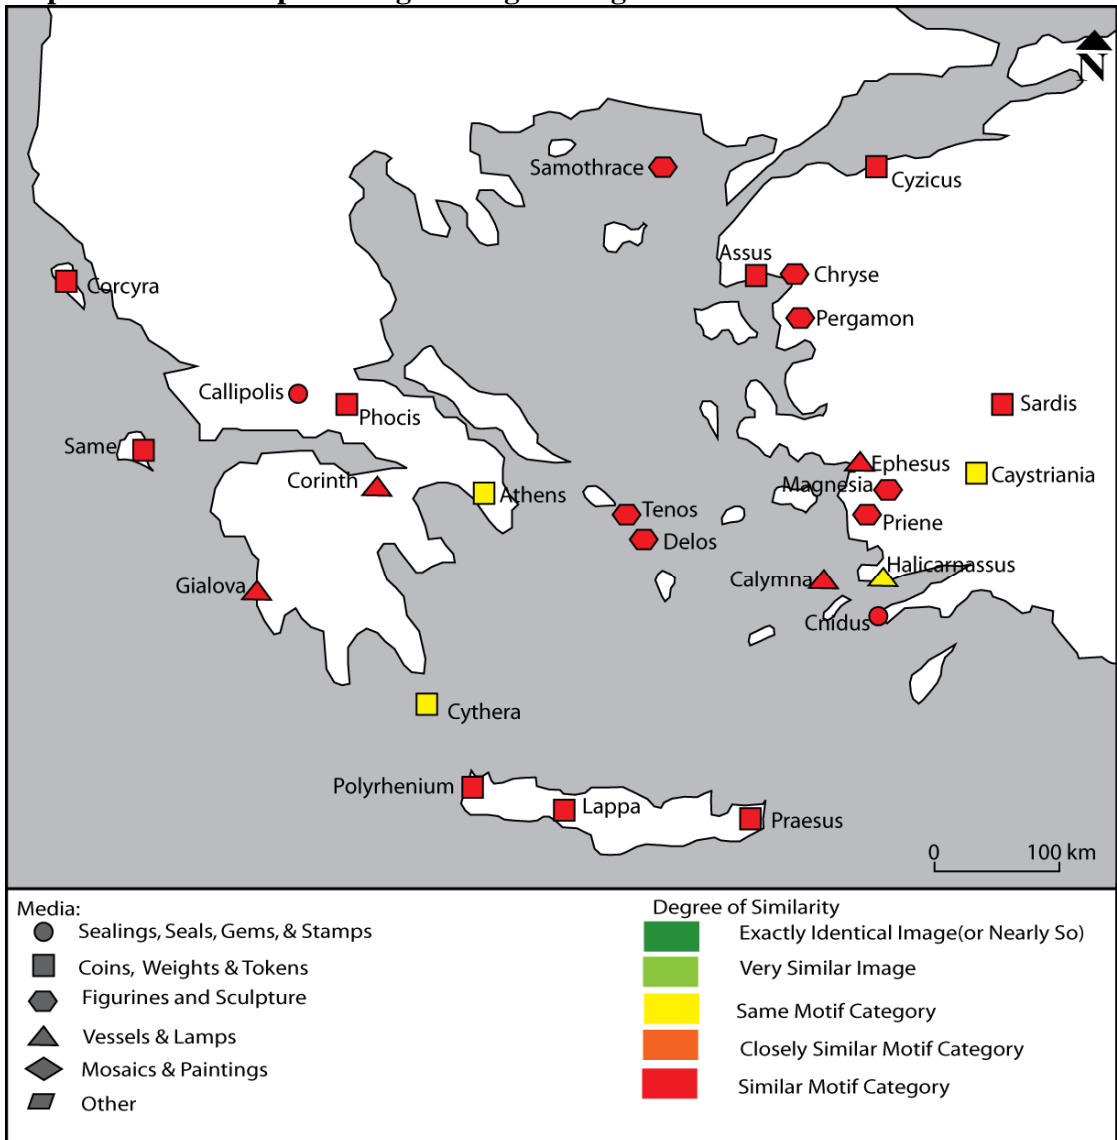 N
Samothrace
Cyzicus
Assus
Chryse
Corcyra
Pergamon
Callipolis
Phocis
Sardis
Same
Corinth
Ephesus
Athens
Magnesia
Caystriania
Tenos
Priene
Delos
Halicarnassus
Gialova
Calymna
Cnidus
Cythera
Polyrhenium
Lappa
Praesus
0 100 km
Media:
Sealings, Seals, Gems, & Stamps
Coins, Weights & Tokens
Figurines and Sculpture
Vessels & Lamps
Mosaics & Paintings
Other
Degree of Similarity
Exactly Identical Image(or Nearly So)
Very Similar Image
Same Motif Category
Closely Similar Motif Category
Similar Motif Category